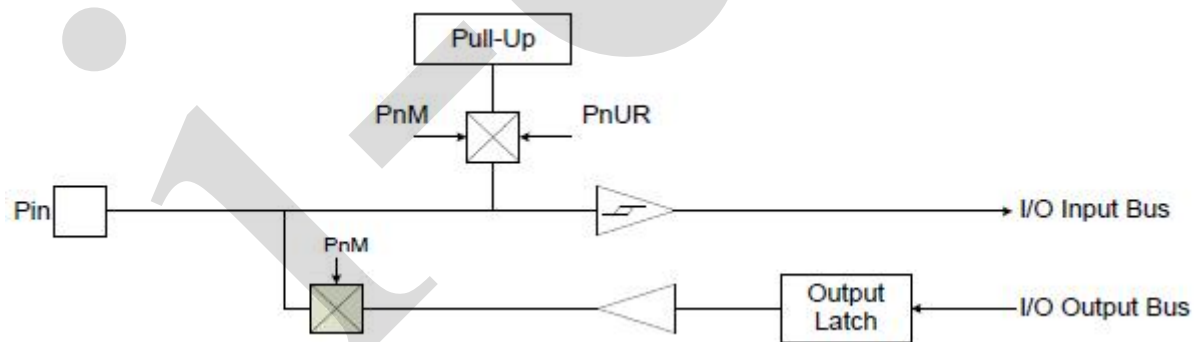 Pull-Up
PnM
PnUR
Pin
I/O Input Bus
PnM
Output
Latch
I/O Output Bus